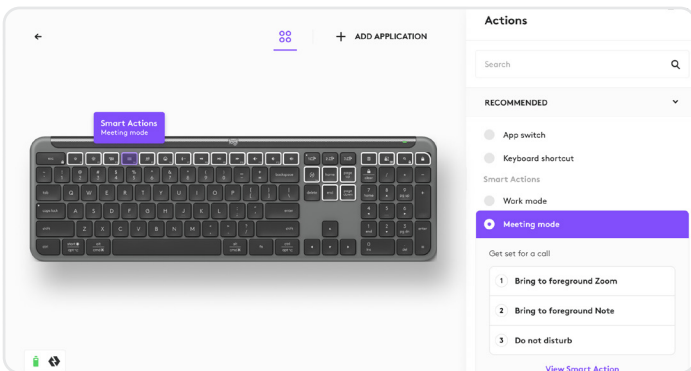 Actions
ADD APPLICATION
Search
RECOMMENDED
App switch
Keyboard shortcut
Smart Actions
Work mode
Meeting mode
Get set for a call
1 Bring to foreground Zoom
2 Bring to foreground Note
3 Do not disturb
View Smart Action
Smart Actions
Meeting mode
Q W E R T Y U I O P
A S D F G H J K L
Z X C V B N M